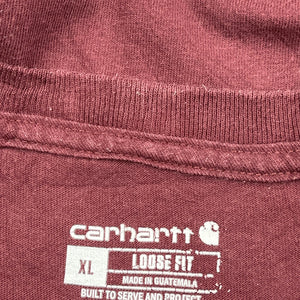 carhartt
XL LOOSE FIT
MADE IN GUATEMALA
BUILT TO SERVE AND PROTECT